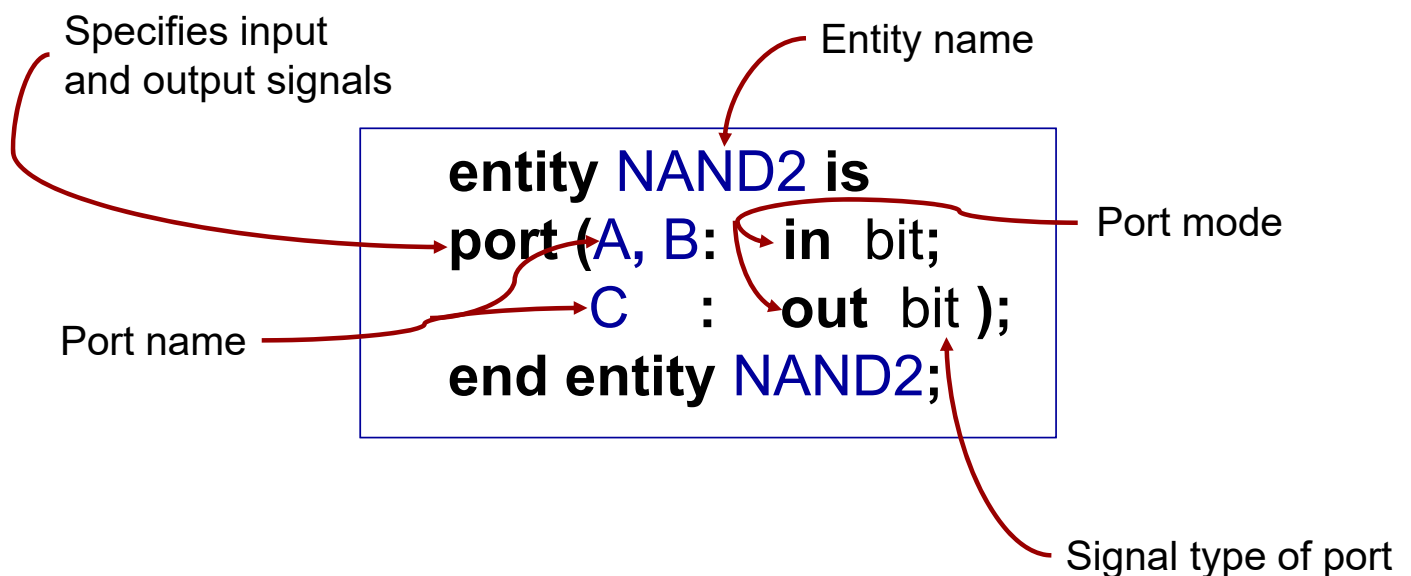 Specifies input
and output signals
Entity name
entity NAND2 is
port (A, B: in bit;
Port mode
C : out bit );
Port name
end entity NAND2;
Signal type of port